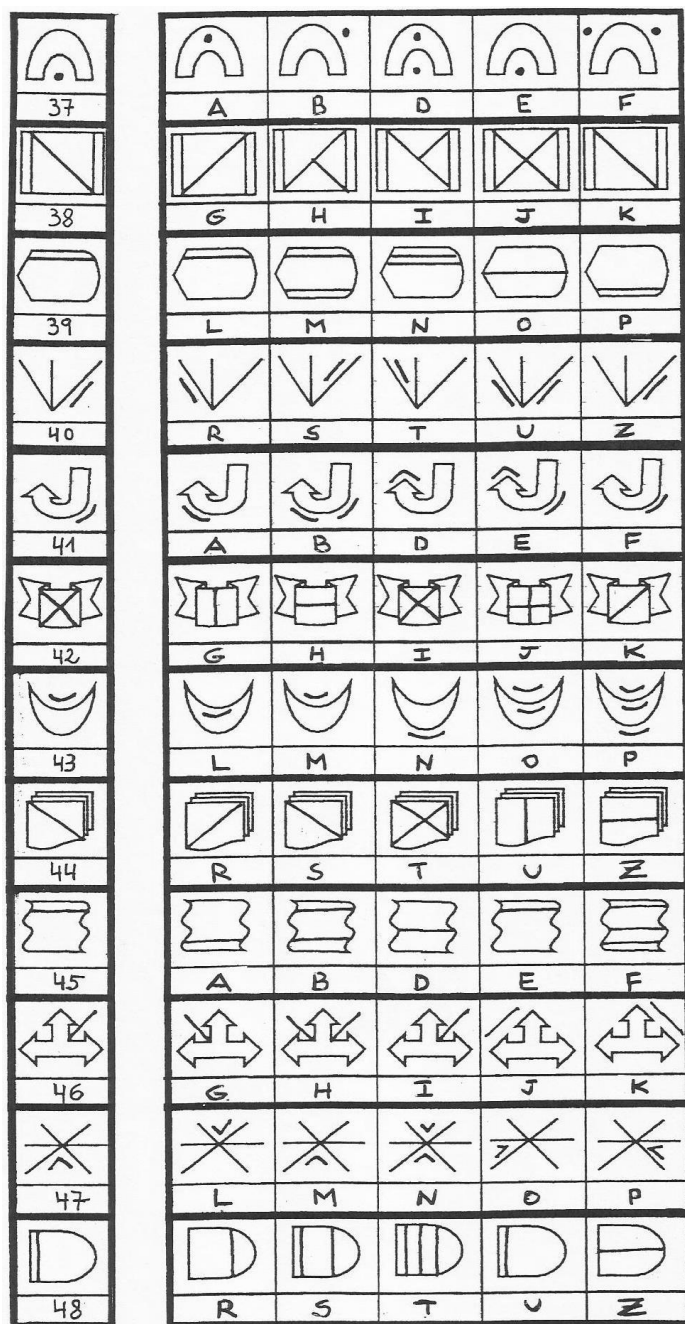 37 A B D E F
38 G H I J K
39 L M N O P
40 R S T U Z
41 A B D E F
42 G H I J K
43 L M N O P
44 R S T U Z
45 A B D E F
46 G H I J K
47 L M N O P
48 R S T U Z